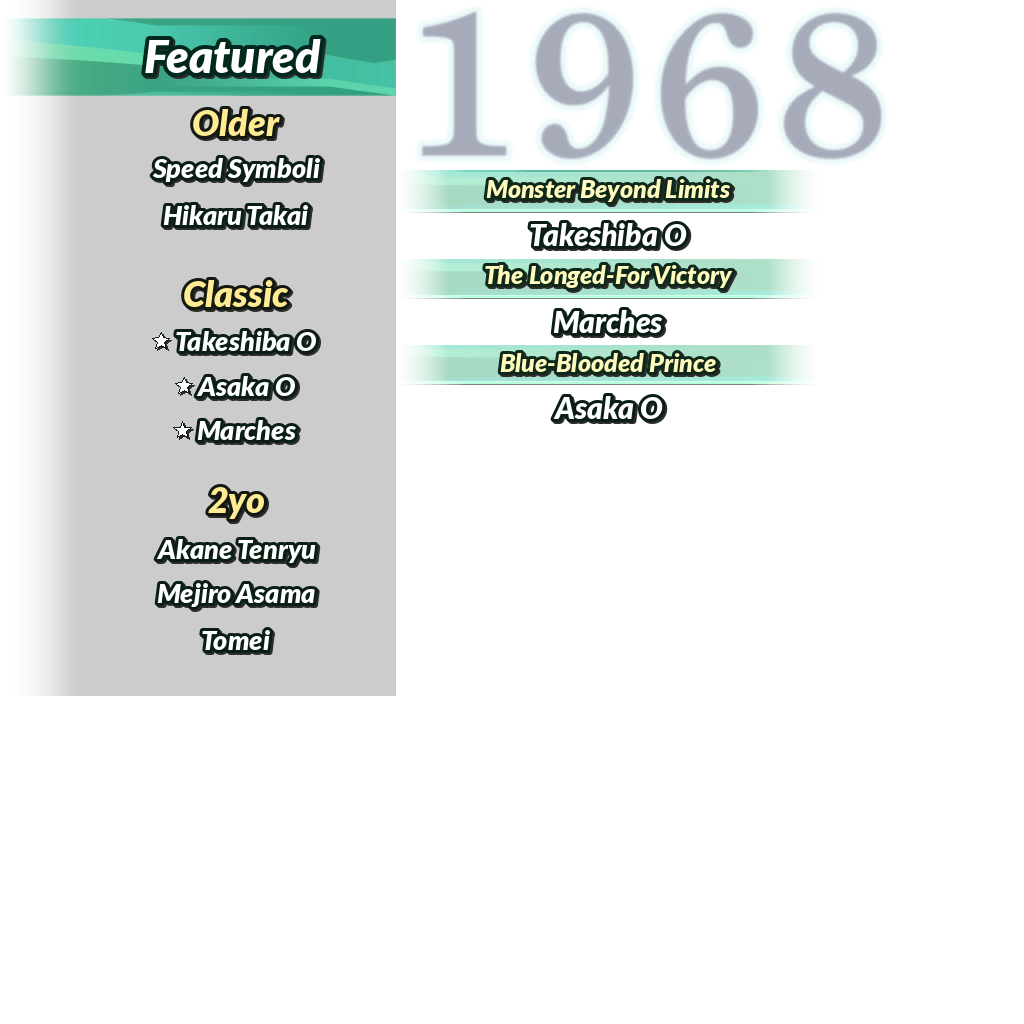 Featured
Older
Speed Symboli
Hikaru Takai
Classic
☆Takeshiba O
☆Asaka O
☆Marches
2yo
Akane Tenryu
Mejiro Asama
Tomei
1968
Monster Beyond Limits
Takeshiba O
The Longed-For Victory
Marches
Blue-Blooded Prince
Asaka O